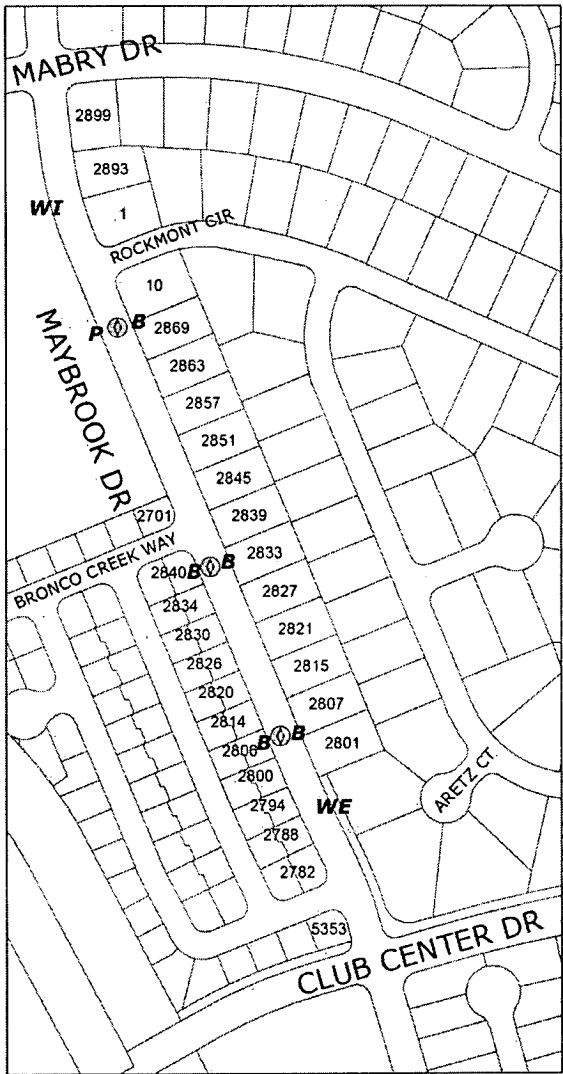 MABRY DR
2899
2893
1
WI
ROCKMONT CIR
10
P B
2869
MAYBROOK DR
2863
2857
2851
2845
2701
2839
BRONCO CREEK WAY
2833
2840 B B
2827
2834
2821
2830
2815
2826
2807
2820
2801
2814
2806 B B
2800
ARETZ CT.
2794
WE
2788
2782
5353
CLUB CENTER DR